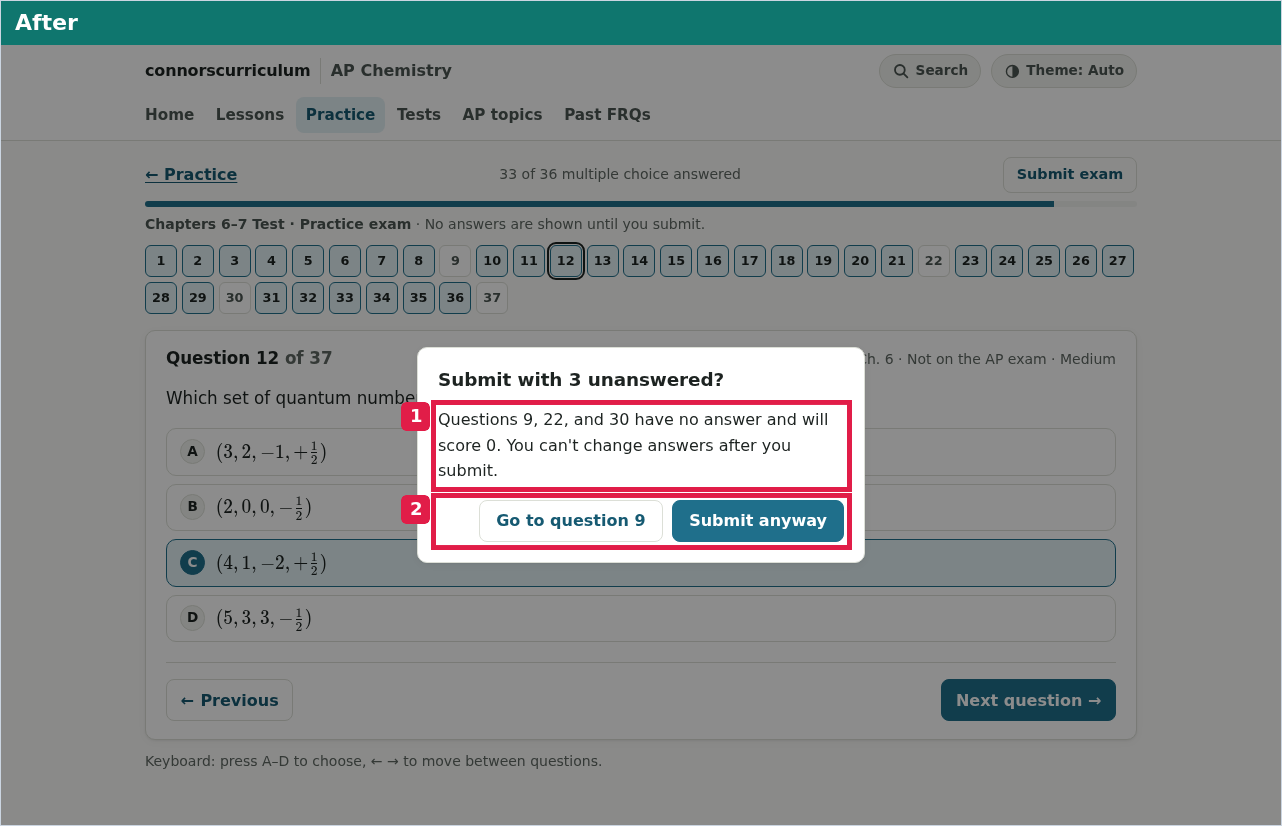 After
connorscurriculum AP Chemistry Search Theme: Auto
Home Lessons Practice Tests AP topics Past FRQs
← Practice 33 of 36 multiple choice answered Submit exam
Chapters 6–7 Test · Practice exam · No answers are shown until you submit.
1 2 3 4 5 6 7 8 9 10 11 12 13 14 15 16 17 18 19 20 21 22 23 24 25 26 27
28 29 30 31 32 33 34 35 36 37
Question 12 of 37 h. 6 · Not on the AP exam · Medium
Which set of quantum numbe
Submit with 3 unanswered?
1 Questions 9, 22, and 30 have no answer and will
score 0. You can't change answers after you
submit.
2 Go to question 9 Submit anyway
A (3, 2, −1, +1/2)
B (2, 0, 0, −1/2)
C (4, 1, −2, +1/2)
D (5, 3, 3, −1/2)
← Previous Next question →
Keyboard: press A–D to choose, ← → to move between questions.